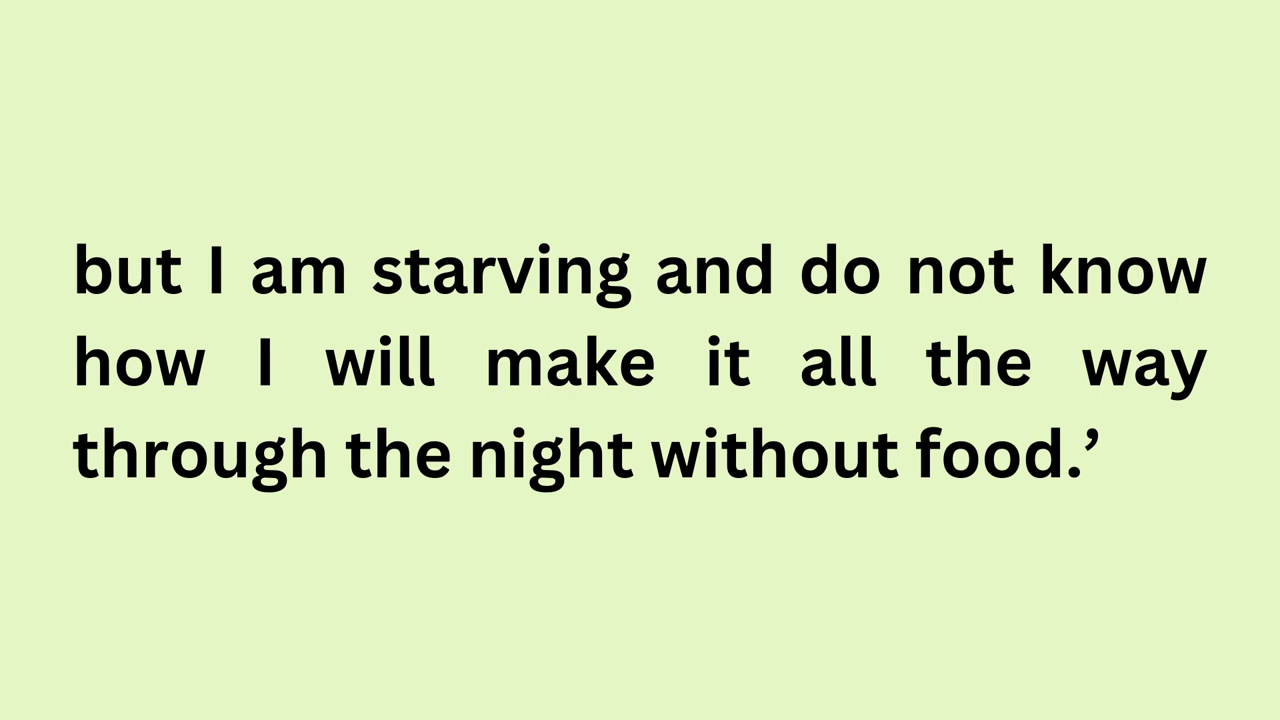 but I am starving and do not know
how I will make it all the way
through the night without food.’